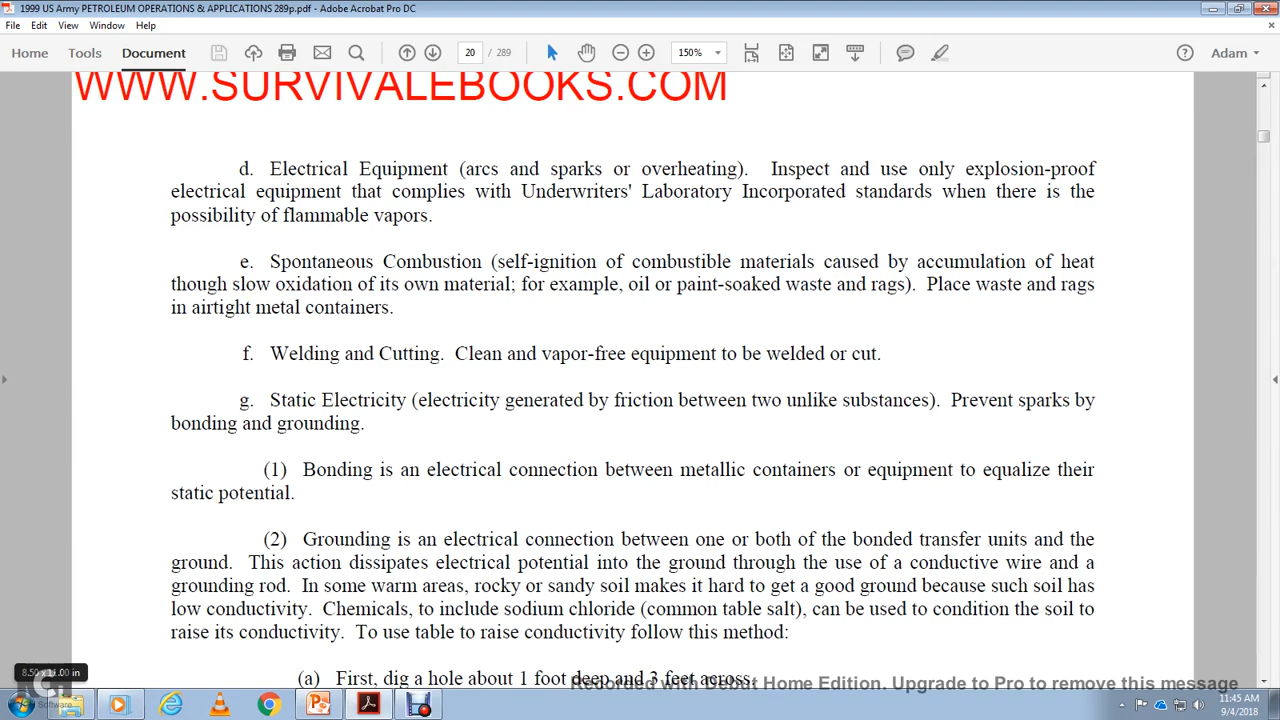 1999 US Army PETROLEUM OPERATIONS & APPLICATIONS 289p.pdf - Adobe Acrobat Pro DC
File Edit View Window Help
Home Tools Document 20 / 289 150% Adam
WWW.SURVIVALEBOOKS.COM
d. Electrical Equipment (arcs and sparks or overheating). Inspect and use only explosion-proof
electrical equipment that complies with Underwriters' Laboratory Incorporated standards when there is the
possibility of flammable vapors.
e. Spontaneous Combustion (self-ignition of combustible materials caused by accumulation of heat
though slow oxidation of its own material; for example, oil or paint-soaked waste and rags). Place waste and rags
in airtight metal containers.
f. Welding and Cutting. Clean and vapor-free equipment to be welded or cut.
g. Static Electricity (electricity generated by friction between two unlike substances). Prevent sparks by
bonding and grounding.
(1) Bonding is an electrical connection between metallic containers or equipment to equalize their
static potential.
(2) Grounding is an electrical connection between one or both of the bonded transfer units and the
ground. This action dissipates electrical potential into the ground through the use of a conductive wire and a
grounding rod. In some warm areas, rocky or sandy soil makes it hard to get a good ground because such soil has
low conductivity. Chemicals, to include sodium chloride (common table salt), can be used to condition the soil to
raise its conductivity. To use table to raise conductivity follow this method:
(a) First, dig a hole about 1 foot deep and 3 feet across.
8.50 x 11.00 in
Home Edition. Upgrade to Pro to remove this message
Software
11:45 AM
9/4/2018